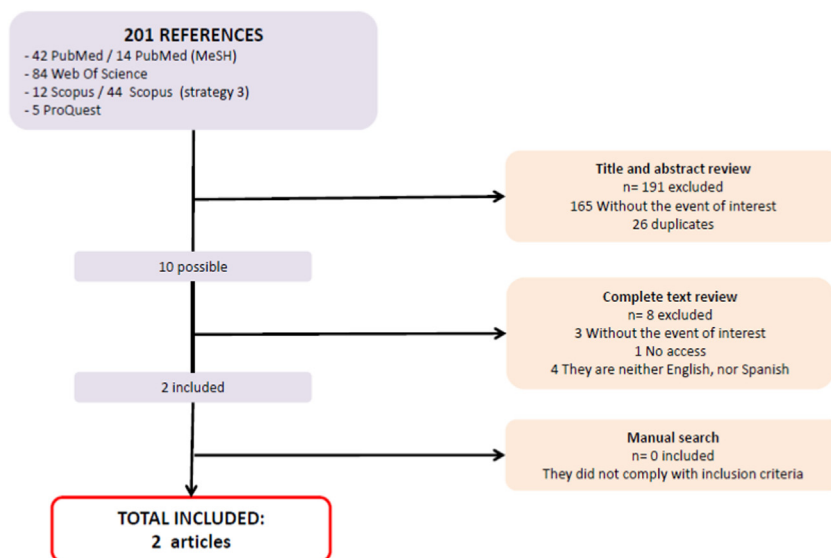 201 REFERENCES
- 42 PubMed / 14 PubMed (MeSH)
- 84 Web Of Science
- 12 Scopus / 44 Scopus (strategy 3)
- 5 ProQuest
Title and abstract review
n= 191 excluded
165 Without the event of interest
26 duplicates
10 possible
Complete text review
n= 8 excluded
3 Without the event of interest
1 No access
4 They are neither English, nor Spanish
2 included
Manual search
n= 0 included
They did not comply with inclusion criteria
TOTAL INCLUDED:
2 articles